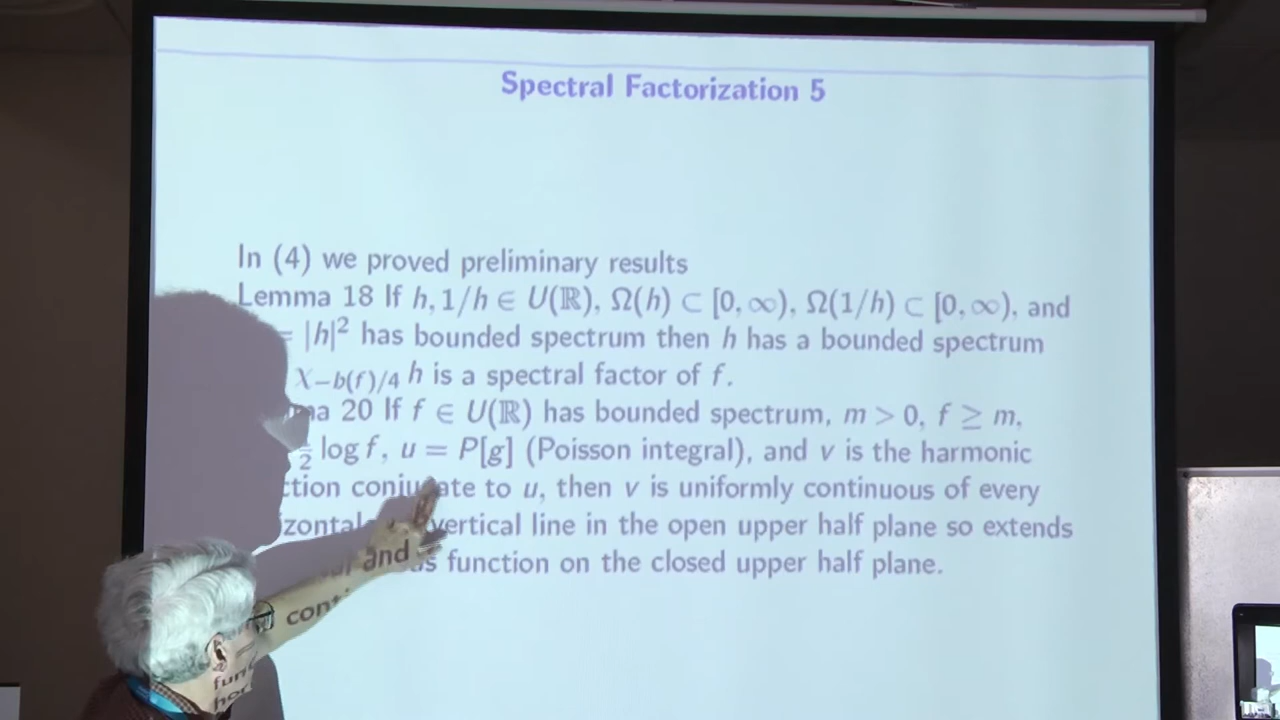 Spectral Factorization 5
In (4) we proved preliminary results
Lemma 18 If h, 1/h ∈ U(ℝ), Ω(h) ⊂ [0, ∞), Ω(1/h) ⊂ [0, ∞), and
= |h|² has bounded spectrum then h has a bounded spectrum
χ₋b(f)/4 h is a spectral factor of f.
ma 20 If f ∈ U(ℝ) has bounded spectrum, m > 0, f ≥ m,
log f, u = P[g] (Poisson integral), and v is the harmonic
ction conjugate to u, then v is uniformly continuous of every
izontal vertical line in the open upper half plane so extends
function on the closed upper half plane.